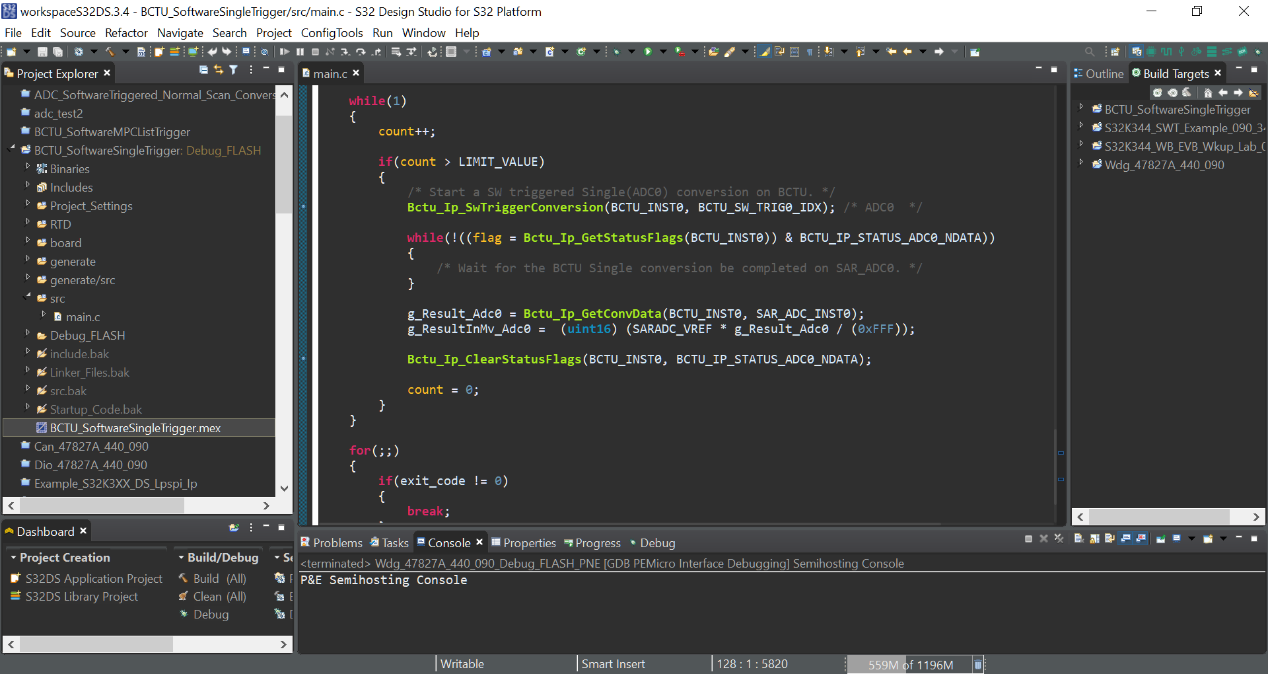 workspaceS32DS.3.4 - BCTU_SoftwareSingleTrigger/src/main.c - S32 Design Studio for S32 Platform
File Edit Source Refactor Navigate Search Project ConfigTools Run Window Help
Project Explorer
ADC_SoftwareTriggered_Normal_Scan_Convers
adc_test2
BCTU_SoftwareMPCListTrigger
BCTU_SoftwareSingleTrigger: Debug_FLASH
Binaries
Includes
Project_Settings
RTD
board
generate
generate/src
src
main.c
Debug_FLASH
include.bak
Linker_Files.bak
src.bak
Startup_Code.bak
BCTU_SoftwareSingleTrigger.mex
Can_47827A_440_090
Dio_47827A_440_090
Example_S32K3XX_DS_Lpspi_Ip
main.c
while(1)
{
count++;
if(count > LIMIT_VALUE)
{
/* Start a SW triggered Single(ADC0) conversion on BCTU. */
Bctu_Ip_SwTriggerConversion(BCTU_INST0, BCTU_SW_TRIG0_IDX); /* ADC0  */
while(!((flag = Bctu_Ip_GetStatusFlags(BCTU_INST0)) & BCTU_IP_STATUS_ADC0_NDATA))
{
/* Wait for the BCTU Single conversion be completed on SAR_ADC0. */
}
g_Result_Adc0 = Bctu_Ip_GetConvData(BCTU_INST0, SAR_ADC_INST0);
g_ResultInMv_Adc0 =  (uint16) (SARADC_VREF * g_Result_Adc0 / (0xFFF));
Bctu_Ip_ClearStatusFlags(BCTU_INST0, BCTU_IP_STATUS_ADC0_NDATA);
count = 0;
}
}
for(;;)
{
if(exit_code != 0)
{
break;
Outline Build Targets
BCTU_SoftwareSingleTrigger
S32K344_SWT_Example_090_34
S32K344_WB_EVB_Wkup_Lab_0
Wdg_47827A_440_090
Dashboard
Project Creation
S32DS Application Project
S32DS Library Project
Build/Debug
Build (All)
Clean (All)
Debug
Problems Tasks Console Properties Progress Debug
<terminated> Wdg_47827A_440_090_Debug_FLASH_PNE [GDB PEMicro Interface Debugging] Semihosting Console
P&E Semihosting Console
Writable Smart Insert 128 : 1 : 5820 559M of 1196M